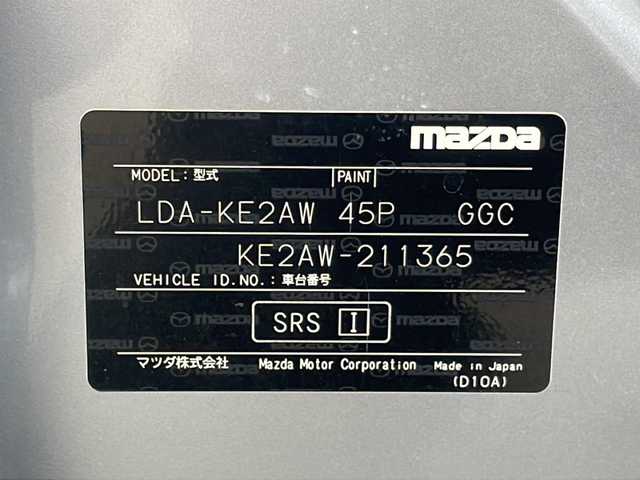 mazda
MODEL:型式 PAINT
LDA-KE2AW 45P GGC
KE2AW-211365
VEHICLE ID.NO.:車台番号
SRS I
マツダ株式会社 Mazda Motor Corporation Made in Japan
(D10A)